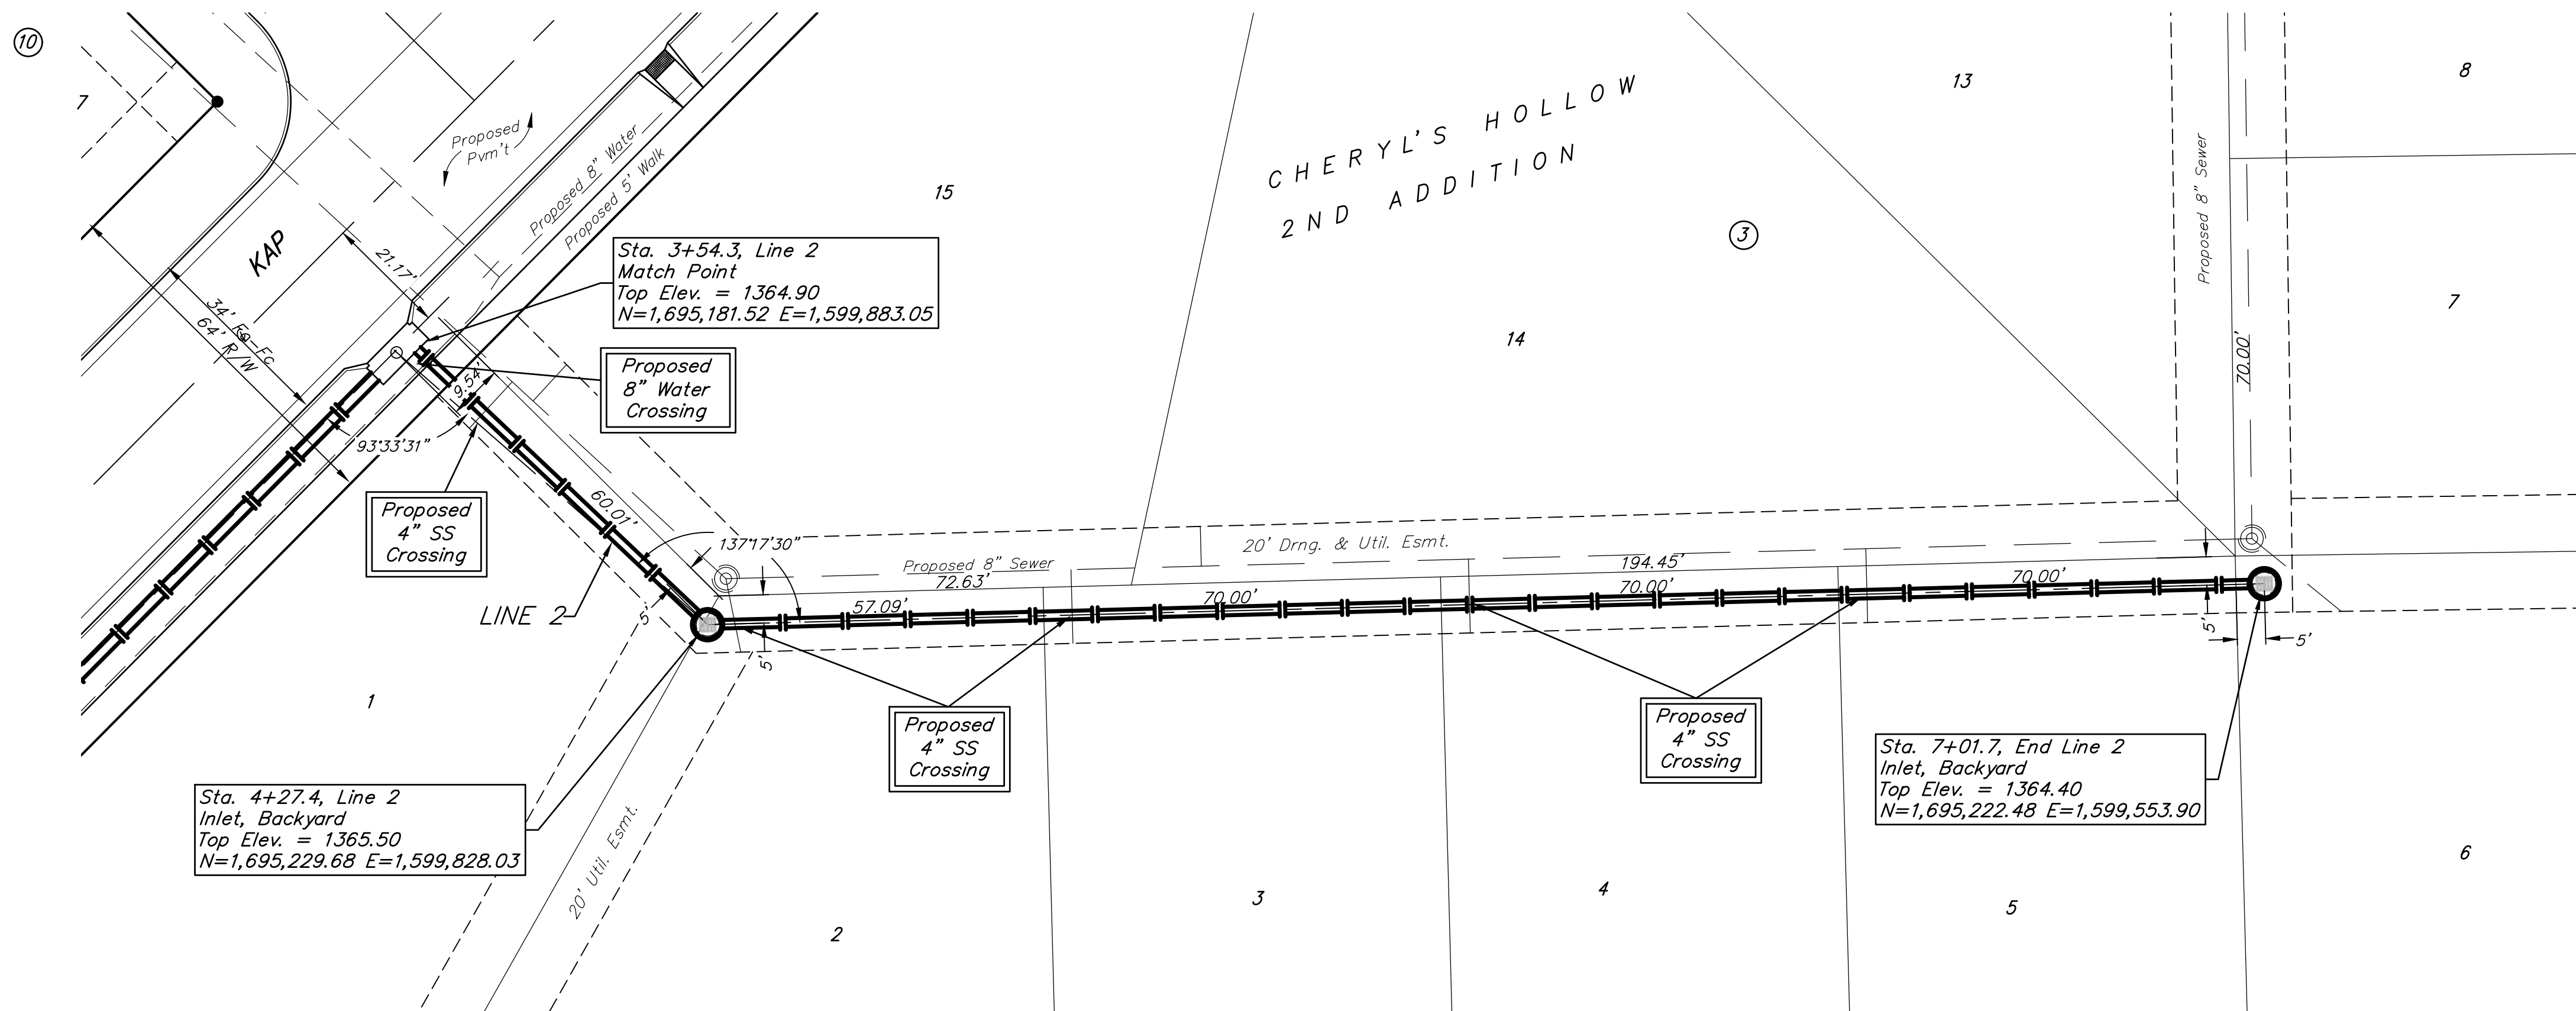 10
7
KAP
Proposed
Pvm't
Proposed 8" Water
Proposed 5' Walk
21.17'
34' Fc-Fc
64' R/W
93°33'31"
9.54'
60.01'
15
CHERYL'S HOLLOW
2ND ADDITION
3
13
14
8
7
Proposed 8" Sewer
70.00'
Sta. 3+54.3, Line 2
Match Point
Top Elev. = 1364.90
N=1,695,181.52 E=1,599,883.05
Proposed
8" Water
Crossing
Proposed
4" SS
Crossing
137°17'30"
Proposed 8" Sewer
72.63'
20' Drng. & Util. Esmt.
194.45'
57.09'
70.00'
70.00'
70.00'
LINE 2
5'
5'
5'
5'
1
Proposed
4" SS
Crossing
Proposed
4" SS
Crossing
Sta. 7+01.7, End Line 2
Inlet, Backyard
Top Elev. = 1364.40
N=1,695,222.48 E=1,599,553.90
Sta. 4+27.4, Line 2
Inlet, Backyard
Top Elev. = 1365.50
N=1,695,229.68 E=1,599,828.03
20' Util. Esmt.
2
3
4
5
6